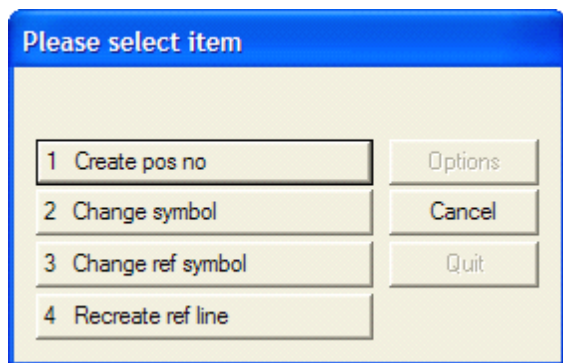 Please select item
1 Create pos no
Options
2 Change symbol
Cancel
3 Change ref symbol
Quit
4 Recreate ref line